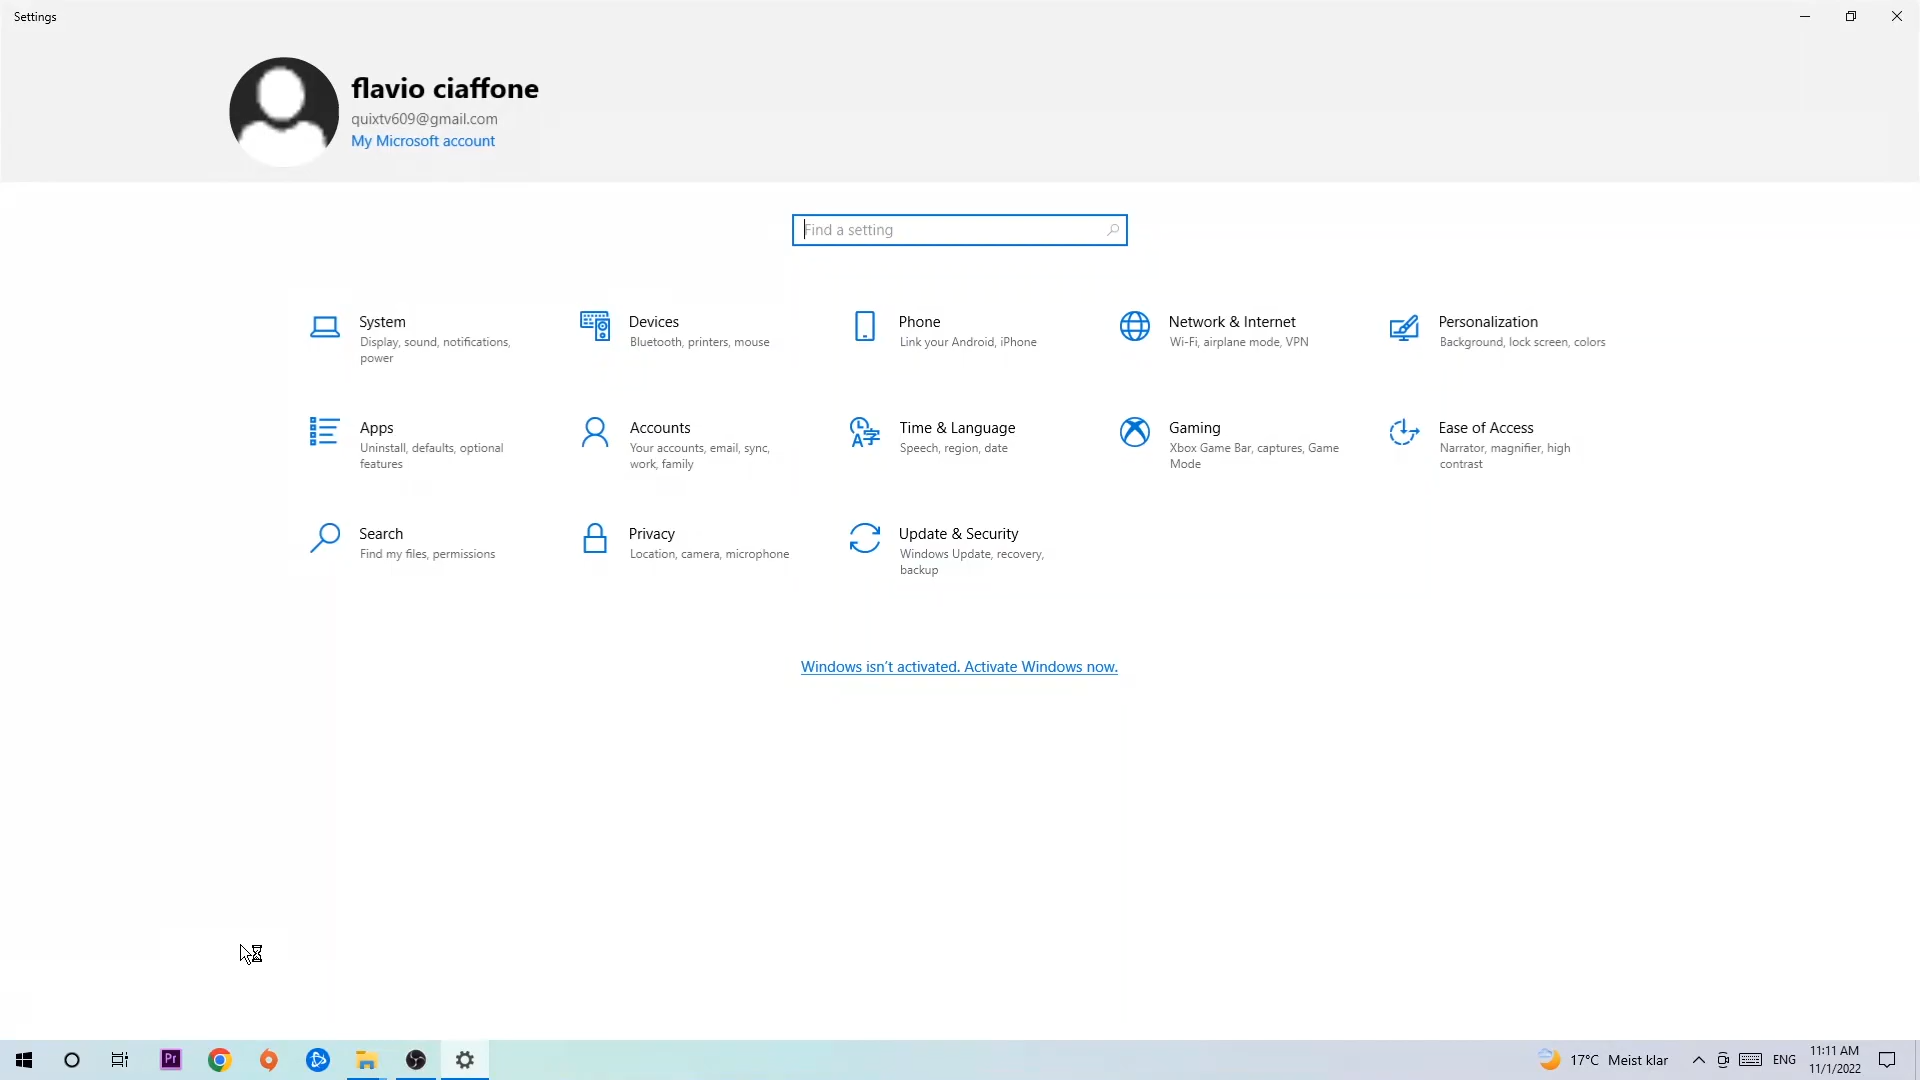 Settings
flavio ciaffone
quixtv609@gmail.com
My Microsoft account
Find a setting
System
Display, sound, notifications,
power
Devices
Bluetooth, printers, mouse
Phone
Link your Android, iPhone
Network & Internet
Wi-Fi, airplane mode, VPN
Personalization
Background, lock screen, colors
Apps
Uninstall, defaults, optional
features
Accounts
Your accounts, email, sync,
work, family
Time & Language
Speech, region, date
Gaming
Xbox Game Bar, captures, Game
Mode
Ease of Access
Narrator, magnifier, high
contrast
Search
Find my files, permissions
Privacy
Location, camera, microphone
Update & Security
Windows Update, recovery,
backup
Windows isn’t activated. Activate Windows now.
Pr
17°C Meist klar
ENG
11:11 AM
11/1/2022